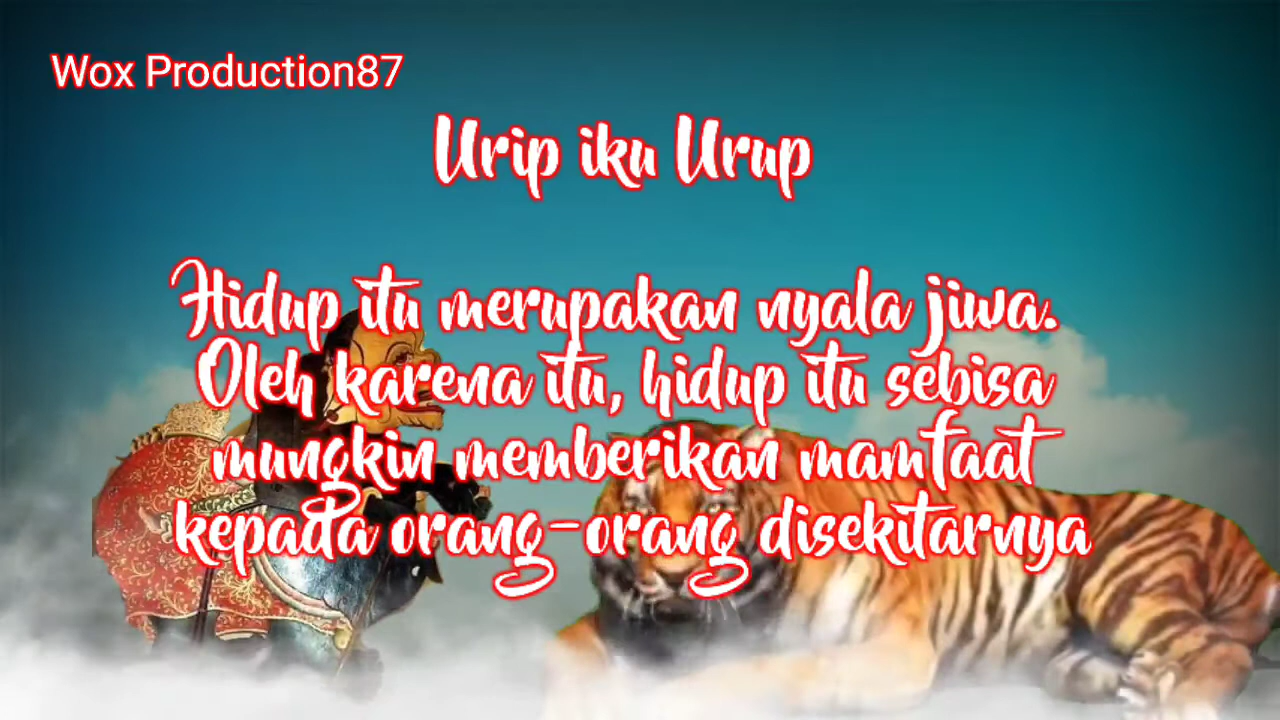 Wox Production87
Urip iku Urup
Hidup itu merupakan nyala jiwa.
Oleh karena itu, hidup itu sebisa
mungkin memberikan mamfaat
kepada orang-orang disekitarnya